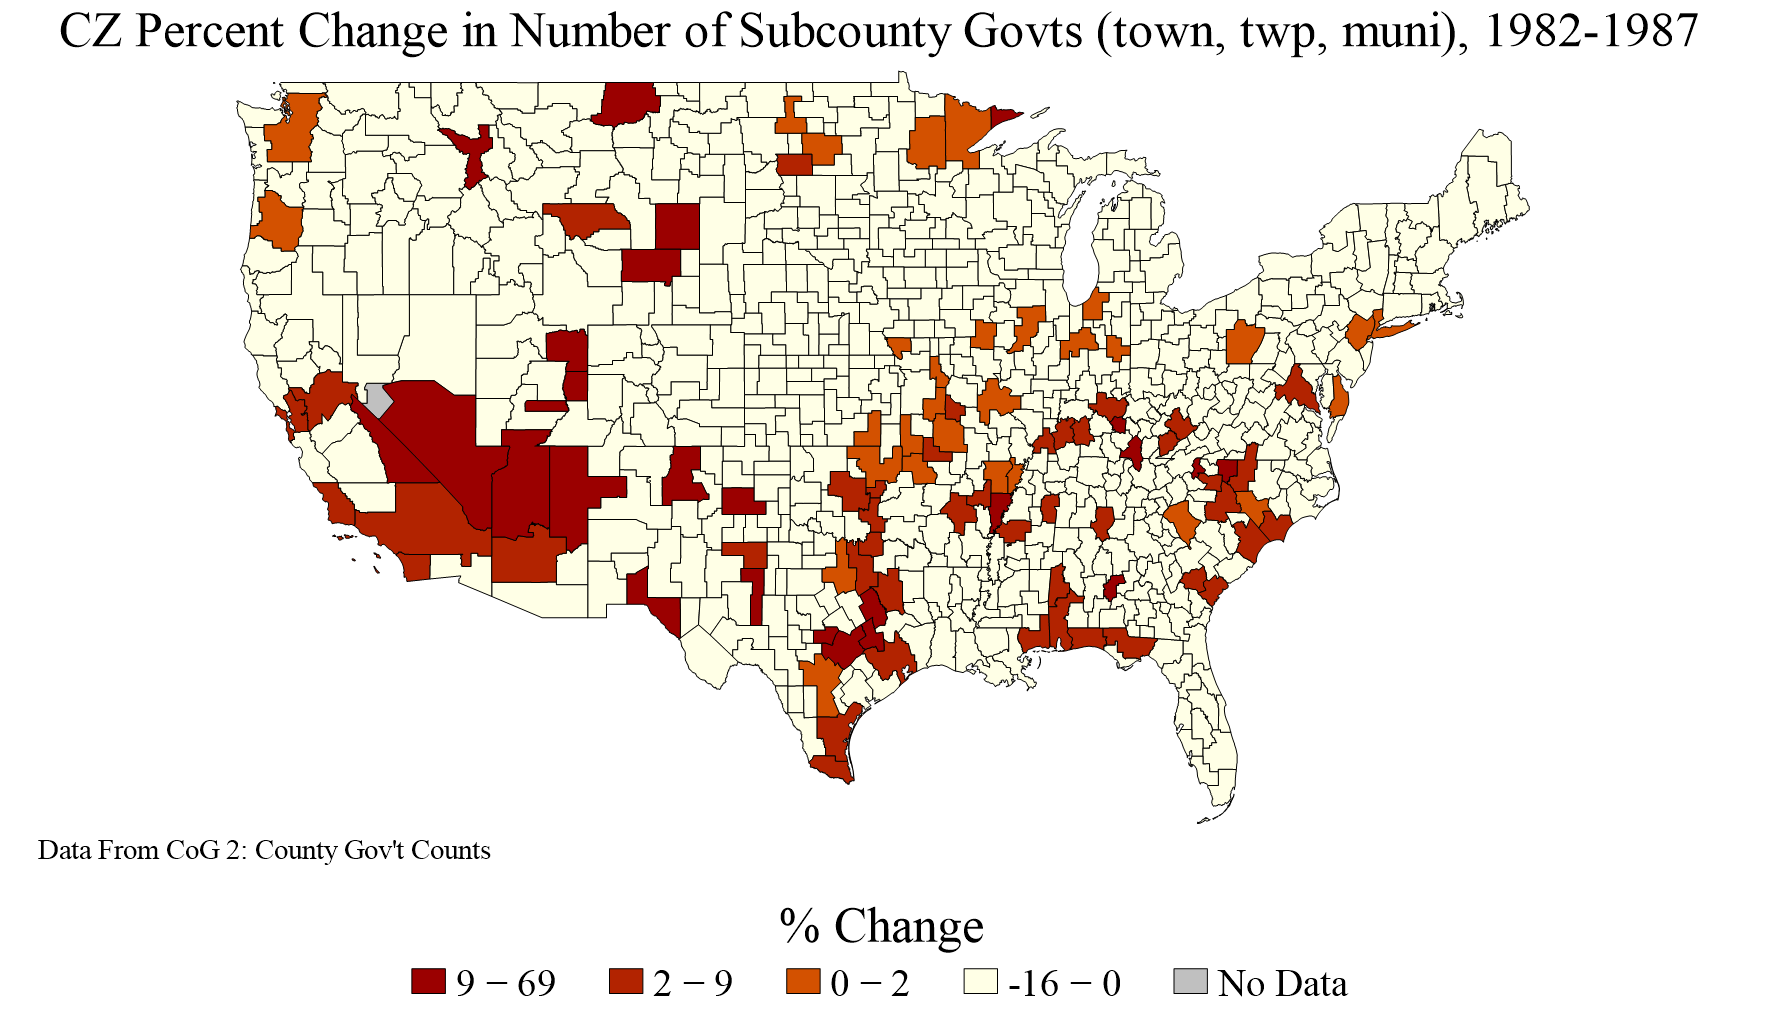 CZ Percent Change in Number of Subcounty Govts (town, twp, muni), 1982-1987
Data From CoG 2: County Gov't Counts
% Change
9 − 69 2 − 9 0 − 2 -16 − 0 No Data